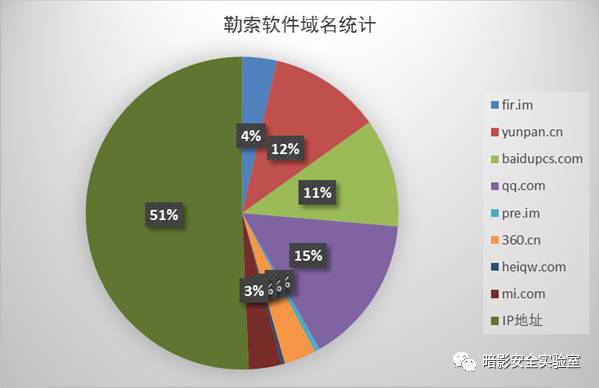 勒索软件域名统计
4%
12%
11%
15%
3%
51%
fir.im
yunpan.cn
baidupcs.com
qq.com
pre.im
360.cn
heiqw.com
mi.com
IP地址
暗影安全实验室